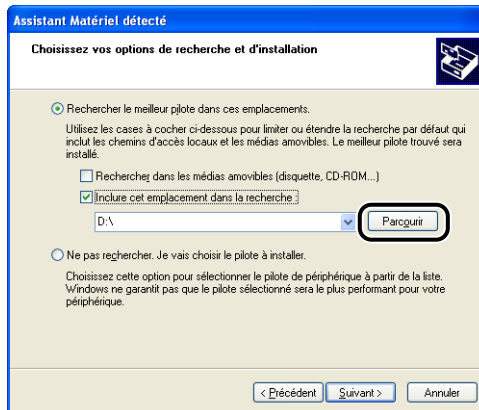 Assistant Matériel détecté
Choisissez vos options de recherche et d'installation
Rechercher le meilleur pilote dans ces emplacements.
Utilisez les cases à cocher ci-dessous pour limiter ou étendre la recherche par défaut qui
inclut les chemins d'accès locaux et les médias amovibles. Le meilleur pilote trouvé sera
installé.
Rechercher dans les médias amovibles (disquette, CD-ROM...)
Inclure cet emplacement dans la recherche :
D:\
Parcourir
Ne pas rechercher. Je vais choisir le pilote à installer.
Choisissez cette option pour sélectionner le pilote de périphérique à partir de la liste.
Windows ne garantit pas que le pilote sélectionné sera le plus performant pour votre
périphérique.
< Précédent
Suivant >
Annuler